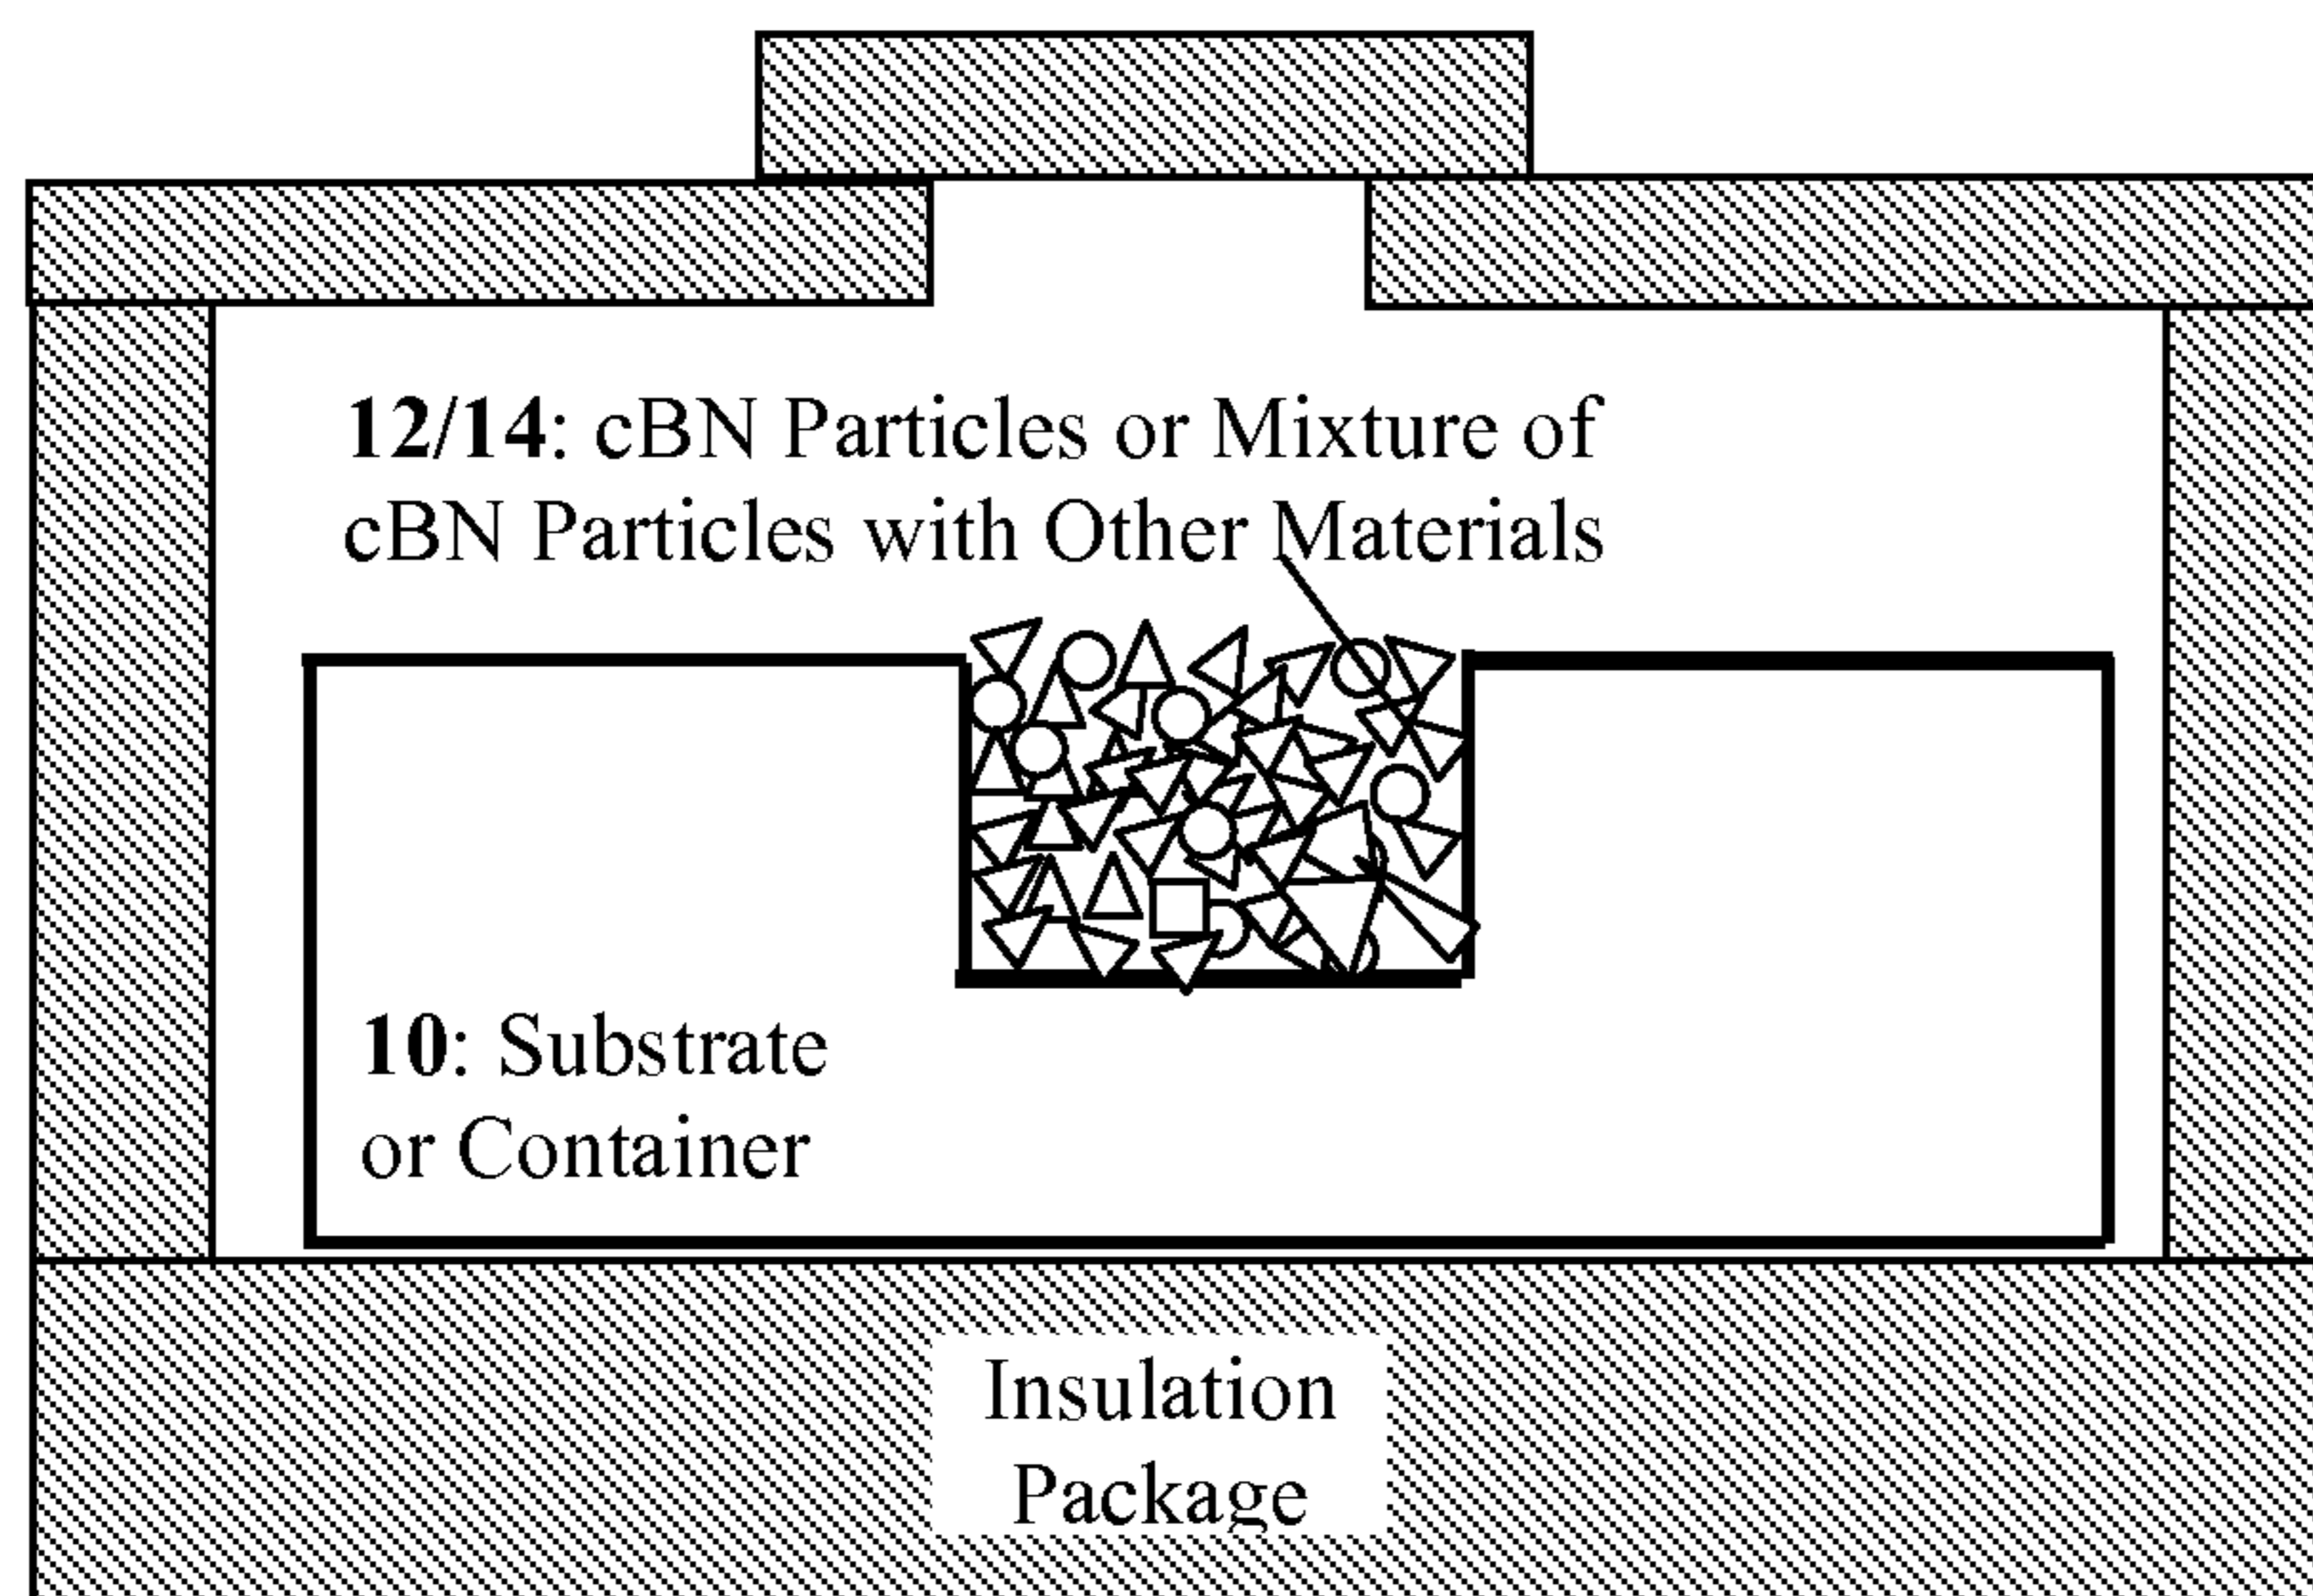 12/14: cBN Particles or Mixture of
cBN Particles with Other Materials
10: Substrate
or Container
Insulation
Package